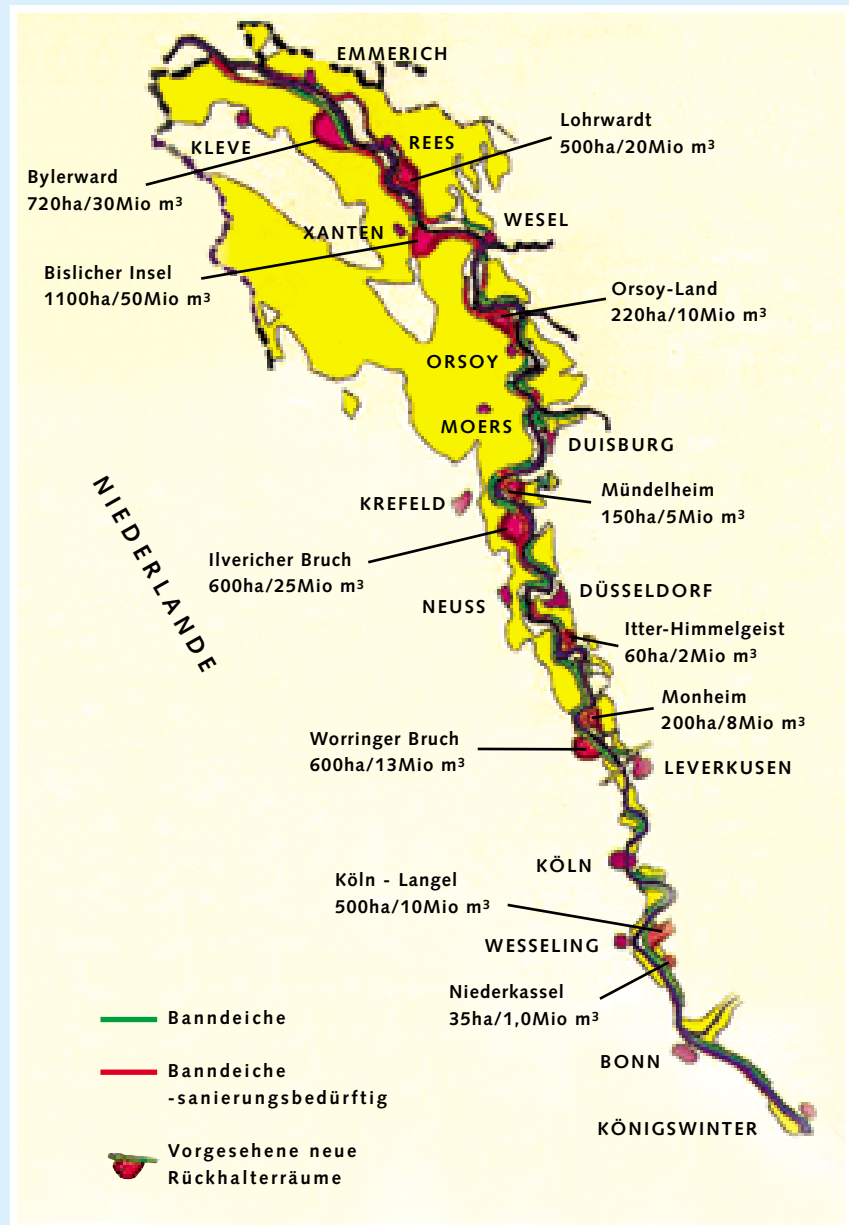 EMMERICH
Lohrwardt
500ha/20Mio m³
KLEVE
REES
Bylerward
720ha/30Mio m³
WESEL
XANTEN
Bislicher Insel
1100ha/50Mio m³
Orsoy-Land
220ha/10Mio m³
ORSOY
MOERS
DUISBURG
NIEDERLANDE
KREFELD
Mündelheim
150ha/5Mio m³
Ilvericher Bruch
600ha/25Mio m³
NEUSS
DÜSSELDORF
Itter-Himmelgeist
60ha/2Mio m³
Monheim
200ha/8Mio m³
Worringer Bruch
600ha/13Mio m³
LEVERKUSEN
KÖLN
Köln - Langel
500ha/10Mio m³
WESSELING
Niederkassel
35ha/1,0Mio m³
BONN
KÖNIGSWINTER
Banndeiche
Banndeiche
-sanierungsbedürftig
Vorgesehene neue
Rückhalterräume